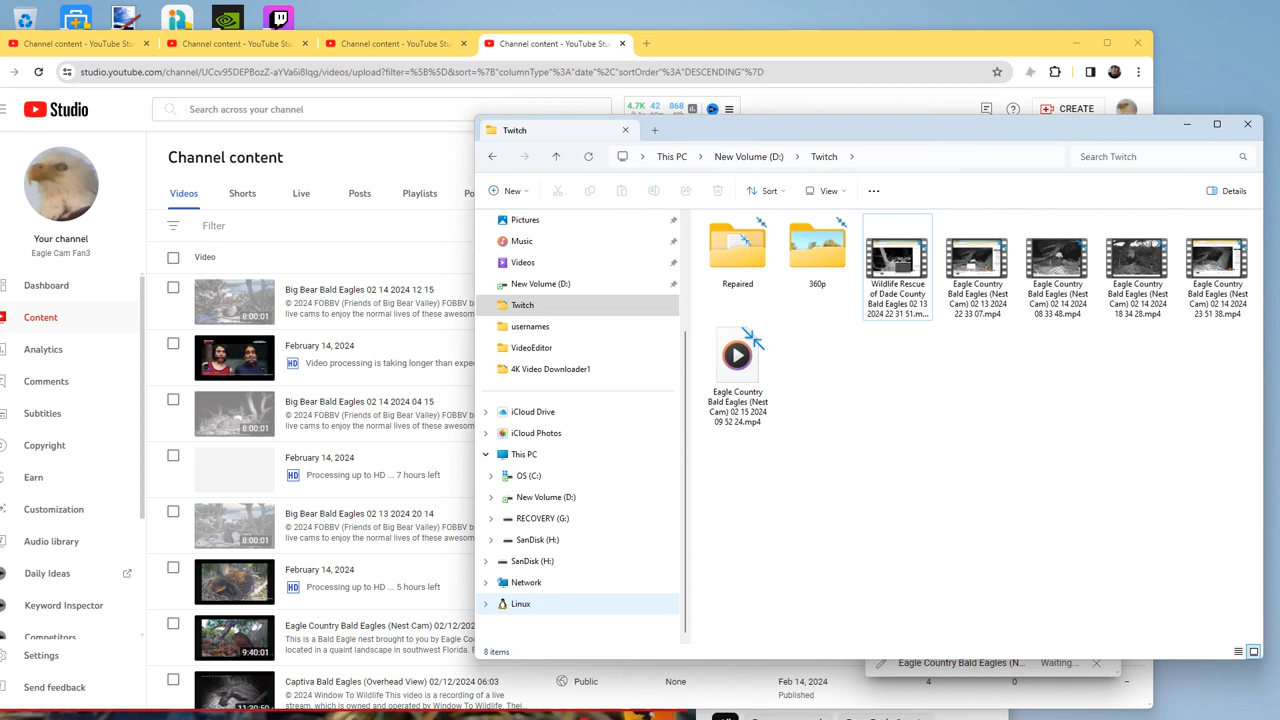 Channel content - YouTube Stu
Channel content - YouTube Stu
Channel content - YouTube Stu
Channel content - YouTube Stu
studio.youtube.com/channel/UCcv95DEPBozZ-aYVa6i8lqg/videos/upload?filter=%5B%5D&sort=%7B"columnType"%3A"date"%2C"sortOrder"%3A"DESCENDING"%7D
Studio
Search across your channel
4.7K 42 868
CREATE
Your channel
Eagle Cam Fan3
Dashboard
Content
Analytics
Comments
Subtitles
Copyright
Earn
Customization
Audio library
Daily Ideas
Keyword Inspector
Competitors
Settings
Send feedback
Channel content
Videos Shorts Live Posts Playlists Po
Filter
Video
Big Bear Bald Eagles 02 14 2024 12 15
© 2024 FOBBV (Friends of Big Bear Valley) FOBBV
live cams to enjoy the normal lives of these awesom
8:00:01
February 14, 2024
HD Video processing is taking longer than expe
Big Bear Bald Eagles 02 14 2024 04 15
© 2024 FOBBV (Friends of Big Bear Valley) FOBBV
live cams to enjoy the normal lives of these awesom
8:00:01
February 14, 2024
HD Processing up to HD ... 7 hours left
Big Bear Bald Eagles 02 13 2024 20 14
© 2024 FOBBV (Friends of Big Bear Valley) FOBBV
live cams to enjoy the normal lives of these awesom
8:00:01
February 14, 2024
HD Processing up to HD ... 5 hours left
Eagle Country Bald Eagles (Nest Cam) 02/12/202
This is a Bald Eagle nest brought to you by Eagle Co
located in a quaint landscape in southwest Florida. F
9:40:01
Captiva Bald Eagles (Overhead View) 02/12/2024 06:03
© 2024 Window To Wildlife This video is a recording of a live
stream, which is owned and operated by Window To Wildlife. Thei
11:30:50
Public None Feb 14, 2024 4 0 –
Published
Twitch
This PC New Volume (D:) Twitch
Search Twitch
New Sort View Details
Pictures
Music
Videos
New Volume (D:)
Twitch
usernames
VideoEditor
4K Video Downloader1
iCloud Drive
iCloud Photos
This PC
OS (C:)
New Volume (D:)
RECOVERY (G:)
SanDisk (H:)
SanDisk (H:)
Network
Linux
Repaired
360p
Wildlife Rescue
of Dade County
Bald Eagles 02 13
2024 22 31 51.m...
Eagle Country
Bald Eagles (Nest
Cam) 02 13 2024
22 33 07.mp4
Eagle Country
Bald Eagles (Nest
Cam) 02 14 2024
08 33 48.mp4
Eagle Country
Bald Eagles (Nest
Cam) 02 14 2024
18 34 28.mp4
Eagle Country
Bald Eagles (Nest
Cam) 02 14 2024
23 51 38.mp4
Eagle Country
Bald Eagles (Nest
Cam) 02 15 2024
09 52 24.mp4
8 items
Eagle Country Bald Eagles (N... Waiting...